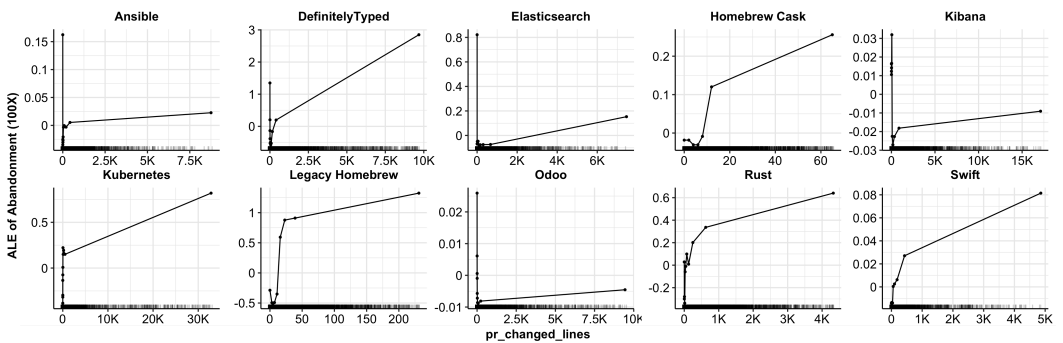 Ansible DefinitelyTyped Elasticsearch Homebrew Cask Kibana
0.15 0.1 0.05 0
3 2 1 0
0.8 0.6 0.4 0.2 0
0.2 0.1 0
0.03 0.02 0.01 0 -0.01 -0.02 -0.03
0 2.5K 5K 7.5K
0 2.5K 5K 7.5K 10K
0 2K 4K 6K
0 20 40 60
0 5K 10K 15K
Kubernetes Legacy Homebrew Odoo Rust Swift
0.5 0
1 0.5 0 -0.5
0.02 0.01 0 -0.01
0.6 0.4 0.2 0 -0.2
0.08 0.06 0.04 0.02 0
0 10K 20K 30K
0 50 100 150 200
0 2.5K 5K 7.5K 10K
0 1K 2K 3K 4K
0 1K 2K 3K 4K 5K
ALE of Abandonment (100X)
pr_changed_lines